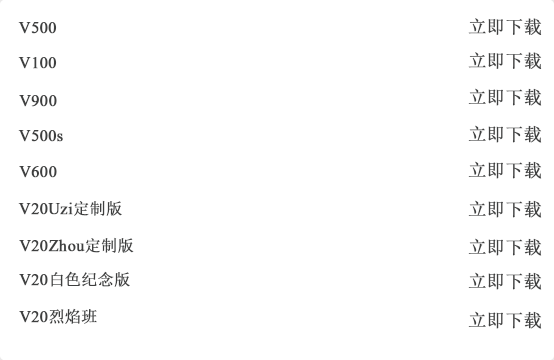 V500 立即下载
V100 立即下载
V900 立即下载
V500s 立即下载
V600 立即下载
V20Uzi定制版 立即下载
V20Zhou定制版 立即下载
V20白色纪念版 立即下载
V20烈焰班 立即下载